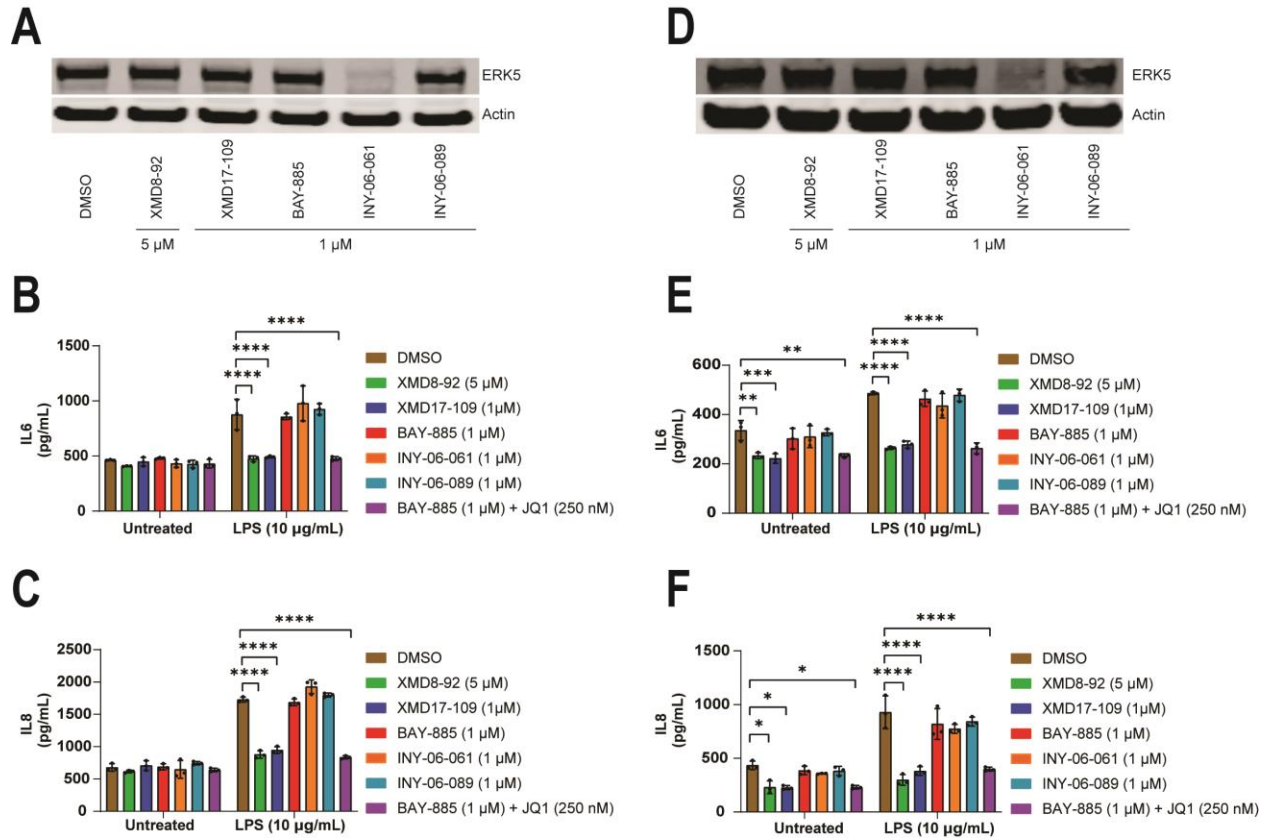 A
ERK5
Actin
DMSO
XMD8-92
XMD17-109
BAY-885
INY-06-061
INY-06-089
5 µM
1 µM
D
ERK5
Actin
DMSO
XMD8-92
XMD17-109
BAY-885
INY-06-061
INY-06-089
5 µM
1 µM
B
IL6
(pg/mL)
1500
1000
500
0
****
****
****
Untreated
LPS (10 µg/mL)
DMSO
XMD8-92 (5 µM)
XMD17-109 (1µM)
BAY-885 (1 µM)
INY-06-061 (1 µM)
INY-06-089 (1 µM)
BAY-885 (1 µM) + JQ1 (250 nM)
E
IL6
(pg/mL)
600
400
200
0
**
***
**
****
****
****
Untreated
LPS (10 µg/mL)
DMSO
XMD8-92 (5 µM)
XMD17-109 (1µM)
BAY-885 (1 µM)
INY-06-061 (1 µM)
INY-06-089 (1 µM)
BAY-885 (1 µM) + JQ1 (250 nM)
C
IL8
(pg/mL)
2500
2000
1500
1000
500
0
****
****
****
Untreated
LPS (10 µg/mL)
DMSO
XMD8-92 (5 µM)
XMD17-109 (1µM)
BAY-885 (1 µM)
INY-06-061 (1 µM)
INY-06-089 (1 µM)
BAY-885 (1 µM) + JQ1 (250 nM)
F
IL8
(pg/mL)
1500
1000
500
0
*
*
*
****
****
****
Untreated
LPS (10 µg/mL)
DMSO
XMD8-92 (5 µM)
XMD17-109 (1µM)
BAY-885 (1 µM)
INY-06-061 (1 µM)
INY-06-089 (1 µM)
BAY-885 (1 µM) + JQ1 (250 nM)